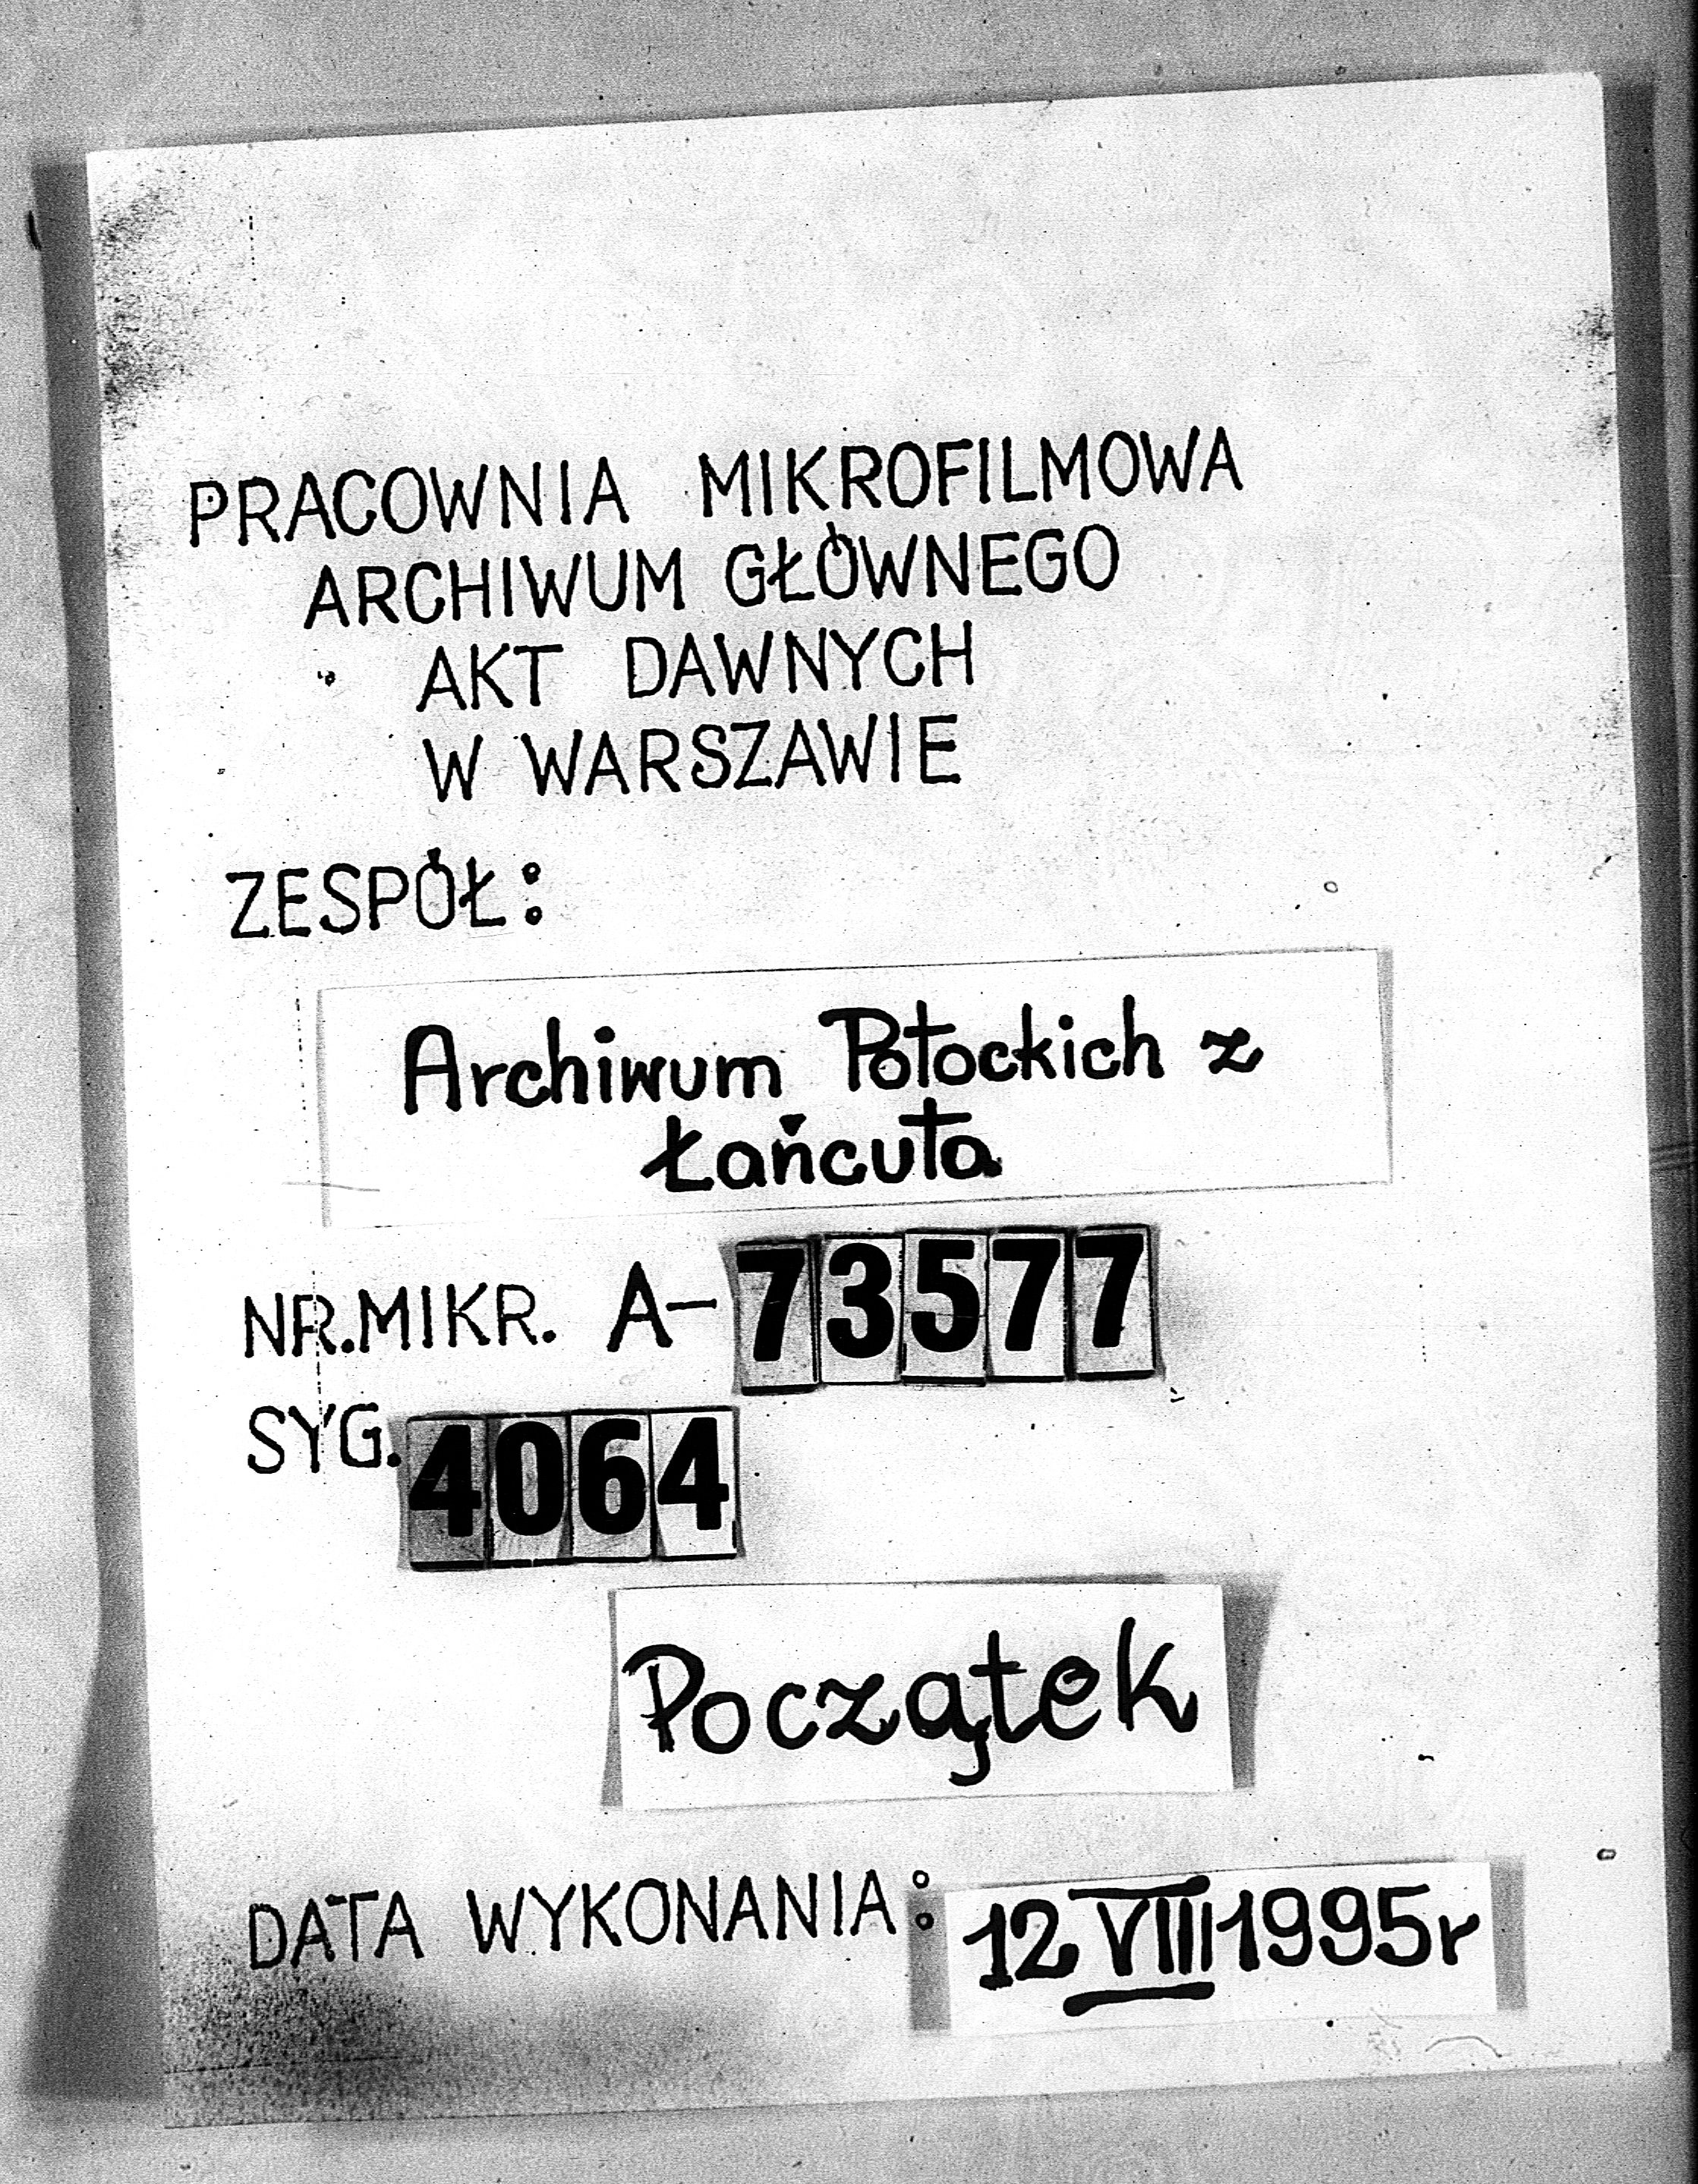 PRACOWNIA MIKROFILMOWA
ARCHIWUM GŁÓWNEGO
AKT DAWNYCH
W WARSZAWIE
ZESPÓŁ:
Archiwum Potockich z
Łańcuta
NR.MIKR. A-73577
SYG. 4064
Początek
DATA WYKONANIA: 12 VIII 1995r